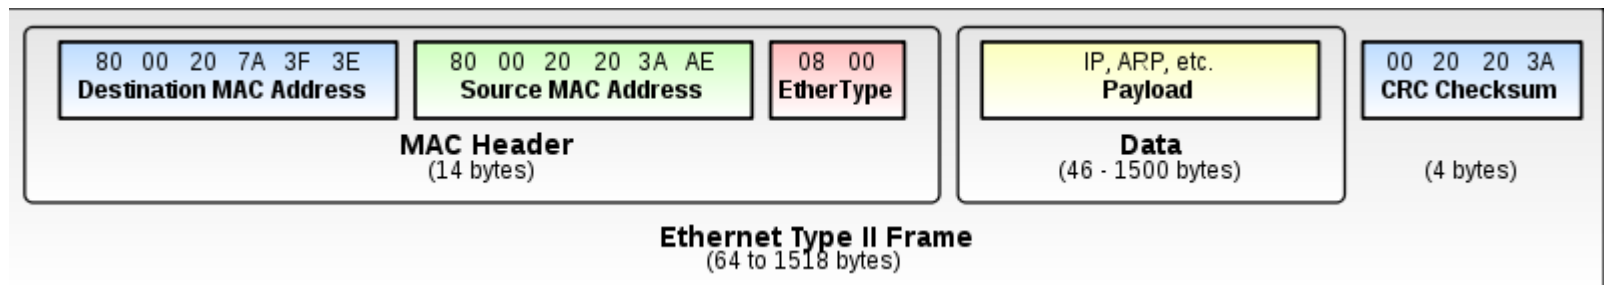 80 00 20 7A 3F 3E
Destination MAC Address
80 00 20 20 3A AE
Source MAC Address
08 00
EtherType
MAC Header
(14 bytes)
IP, ARP, etc.
Payload
Data
(46 - 1500 bytes)
00 20 20 3A
CRC Checksum
(4 bytes)
Ethernet Type II Frame
(64 to 1518 bytes)